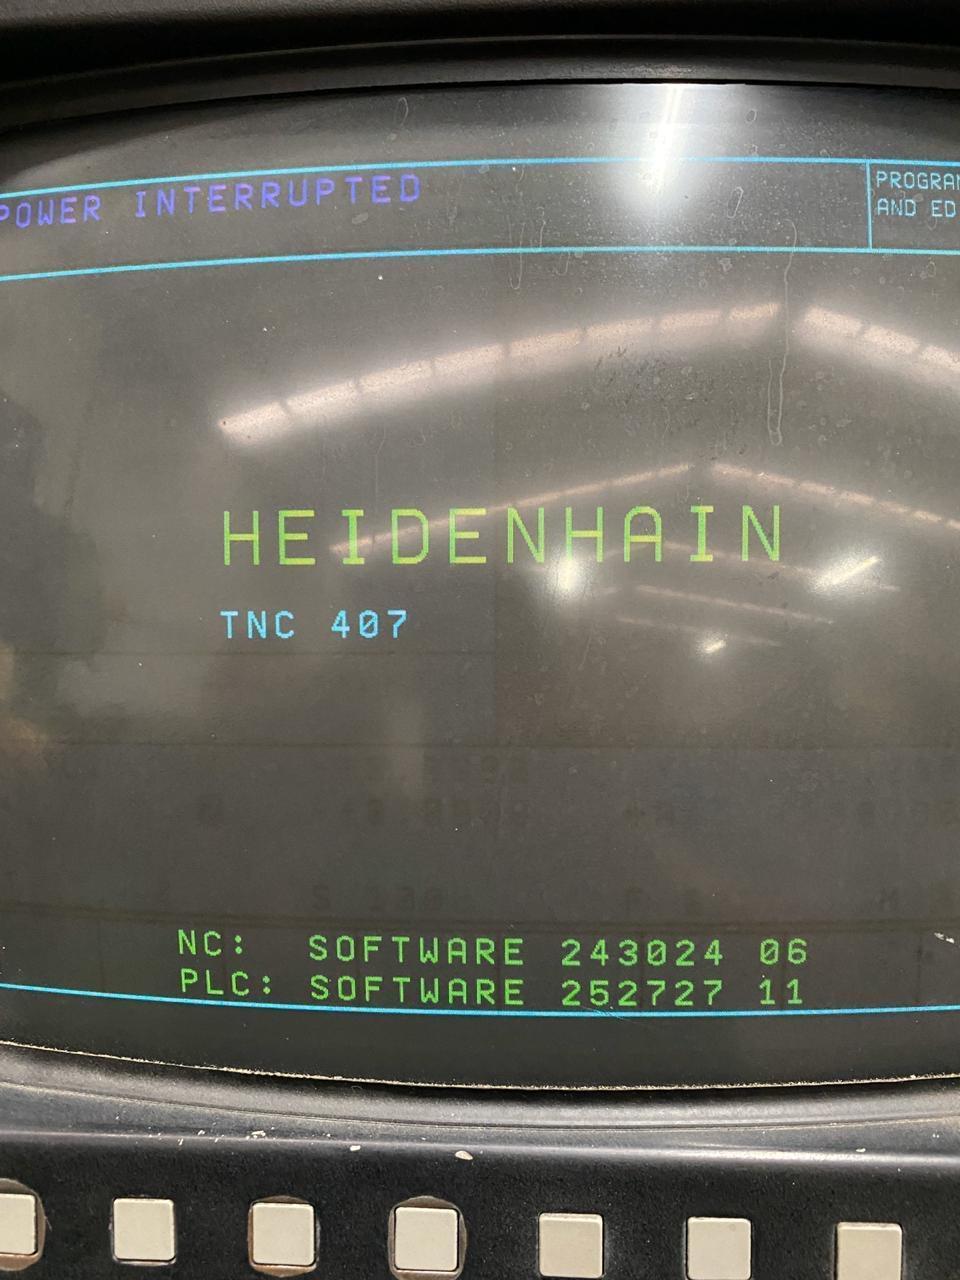 POWER INTERRUPTED
PROGRAM
AND ED
HEIDENHAIN
TNC 407
NC: SOFTWARE 243024 06
PLC: SOFTWARE 252727 11